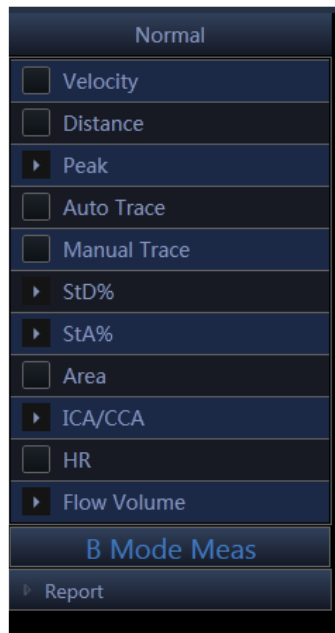 Normal
Velocity
Distance
Peak
Auto Trace
Manual Trace
StD%
StA%
Area
ICA/CCA
HR
Flow Volume
B Mode Meas
Report